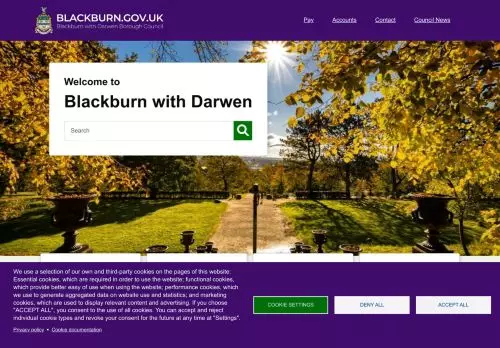 BLACKBURN.GOV.UK
Blackburn with Darwen Borough Council
Pay
Accounts
Contact
Council News
Welcome to
Blackburn with Darwen
Search
We use a selection of our own and third-party cookies on the pages of this website:
Essential cookies, which are required in order to use the website; functional cookies,
which provide better easy of use when using the website; performance cookies, which
we use to generate aggregated data on website use and statistics; and marketing
cookies, which are used to display relevant content and advertising. If you choose
"ACCEPT ALL", you consent to the use of all cookies. You can accept and reject
individual cookie types and revoke your consent for the future at any time at "Settings".
Privacy policy • Cookie documentation
COOKIE SETTINGS
DENY ALL
ACCEPT ALL